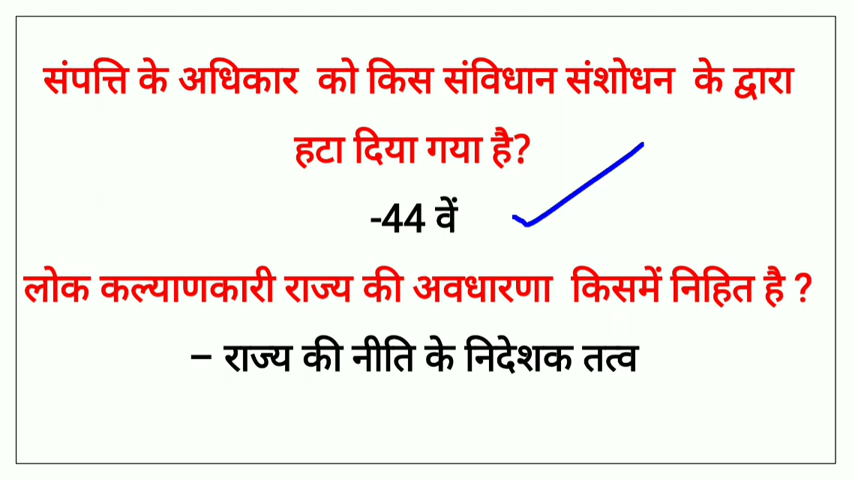 संपत्ति के अधिकार को किस संविधान संशोधन के द्वारा
हटा दिया गया है?
-44 वें
लोक कल्याणकारी राज्य की अवधारणा किसमें निहित है ?
– राज्य की नीति के निदेशक तत्व